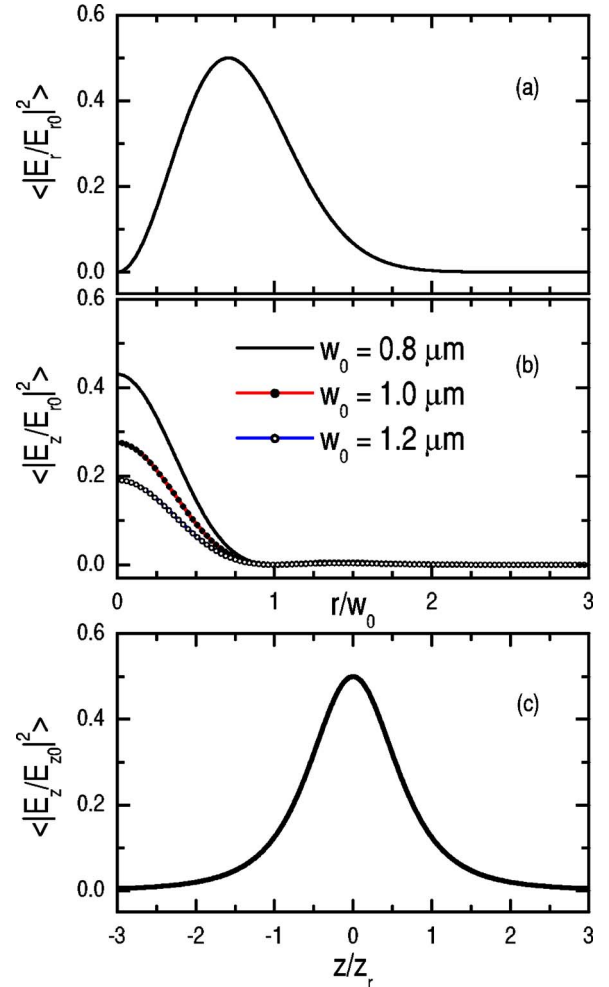 0.6
0.4
0.2
0.0
<|E_r/E_r0|^2>
(a)
0.6
0.4
0.2
0.0
<|E_z/E_r0|^2>
w_0 = 0.8 μm
w_0 = 1.0 μm
w_0 = 1.2 μm
(b)
0 1 2 3
r/w_0
0.6
0.4
0.2
0.0
<|E_z/E_z0|^2>
(c)
-3 -2 -1 0 1 2 3
z/z_r